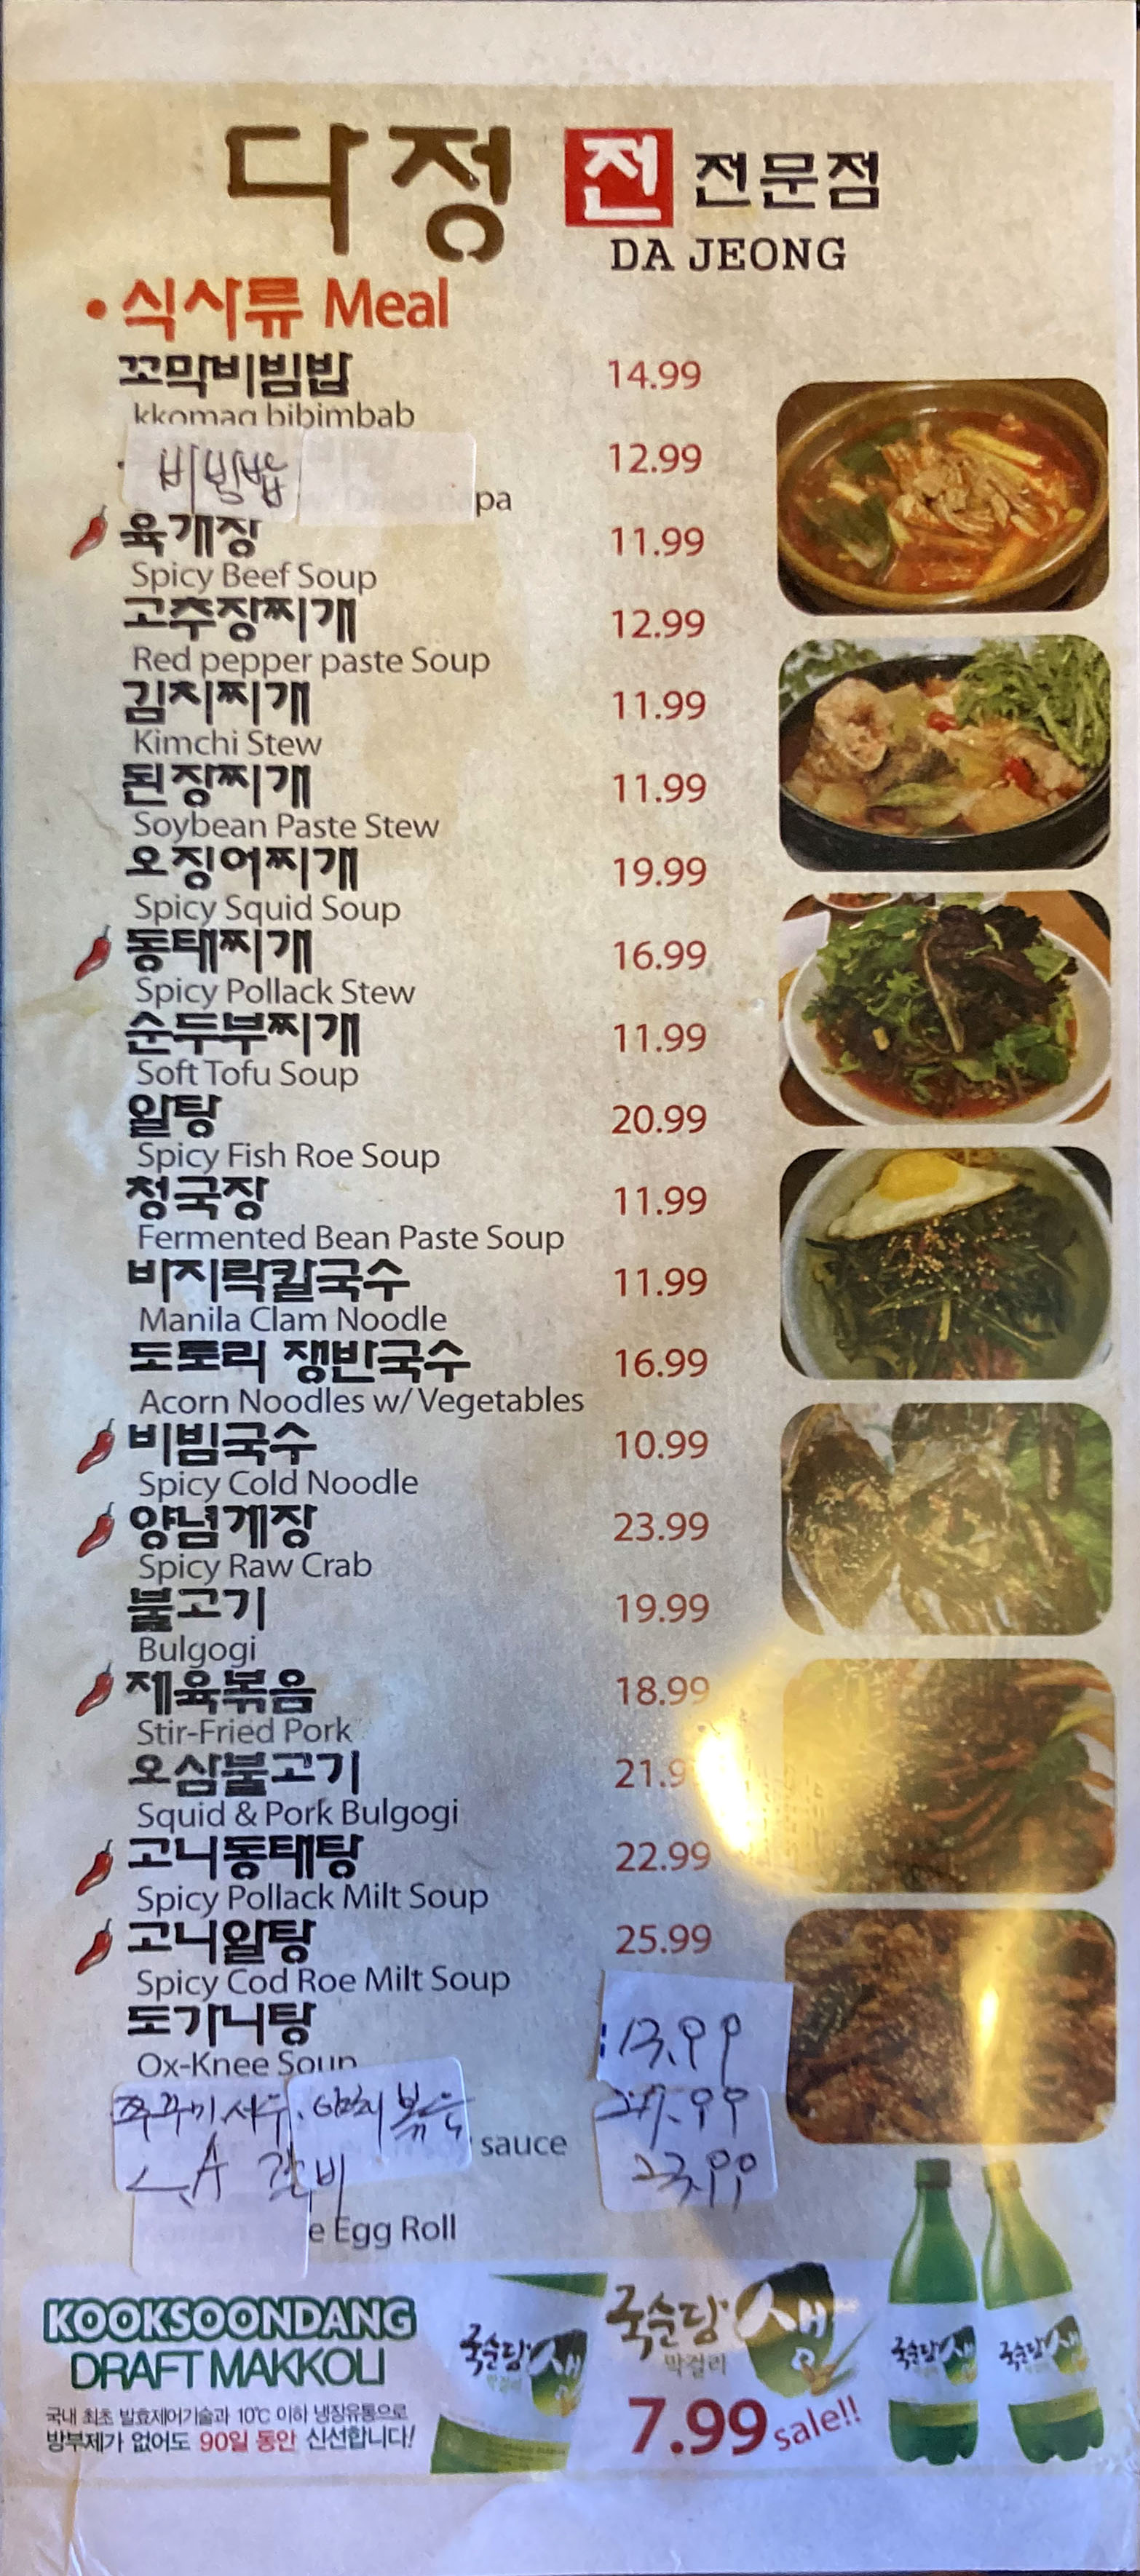 다정 전 전문점
DA JEONG
• 식사류 Meal
꼬막비빔밥 14.99
kkomag bibimbab
비빔밥 12.99
pa
육개장 11.99
Spicy Beef Soup
고추장찌개 12.99
Red pepper paste Soup
김치찌개 11.99
Kimchi Stew
된장찌개 11.99
Soybean Paste Stew
오징어찌개 19.99
Spicy Squid Soup
동태찌개 16.99
Spicy Pollack Stew
순두부찌개 11.99
Soft Tofu Soup
알탕 20.99
Spicy Fish Roe Soup
청국장 11.99
Fermented Bean Paste Soup
바지락칼국수 11.99
Manila Clam Noodle
도토리 쟁반국수 16.99
Acorn Noodles w/ Vegetables
비빔국수 10.99
Spicy Cold Noodle
양념게장 23.99
Spicy Raw Crab
불고기 19.99
Bulgogi
제육볶음 18.99
Stir-Fried Pork
오삼불고기 21.9
Squid & Pork Bulgogi
고니동태탕 22.99
Spicy Pollack Milt Soup
고니알탕 25.99
Spicy Cod Roe Milt Soup
도가니탕 13.99
Ox-Knee Soup
쭈꾸미 새우. 볶음
sauce
LA 갈비 23.99
e Egg Roll
KOOKSOONDANG
DRAFT MAKKOLI
국내 최초 발효제어기술과 10℃ 이하 냉장유통으로
방부제가 없어도 90일 동안 신선합니다!
국순당 생
막걸리
국순당 생
막걸리
7.99 sale!!
국순당 생
국순당 생